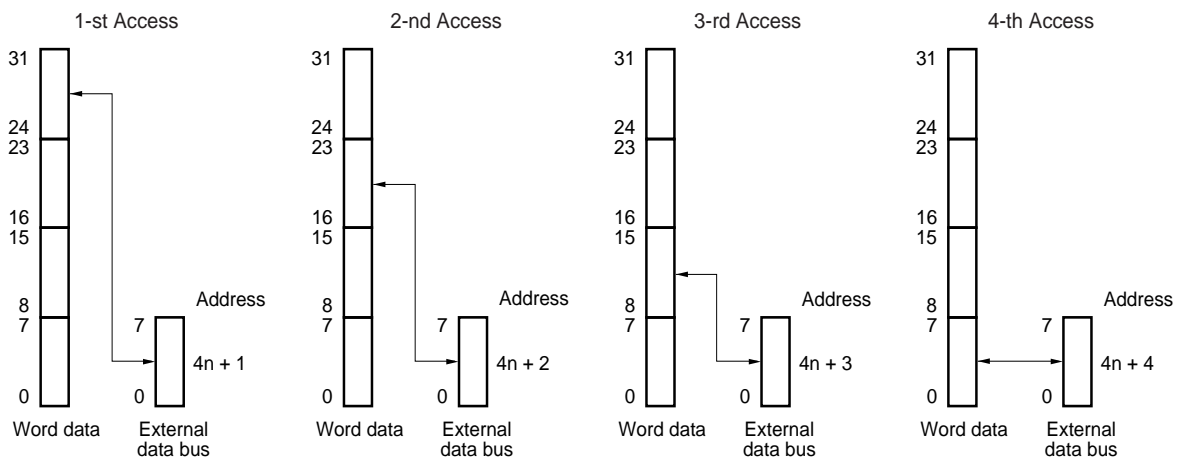 1-st Access
31
24
23
16
15
8
7
0
Address
7
4n + 1
0
Word data
External
data bus
2-nd Access
31
24
23
16
15
8
7
0
Address
7
4n + 2
0
Word data
External
data bus
3-rd Access
31
24
23
16
15
8
7
0
Address
7
4n + 3
0
Word data
External
data bus
4-th Access
31
24
23
16
15
8
7
0
Address
7
4n + 4
0
Word data
External
data bus